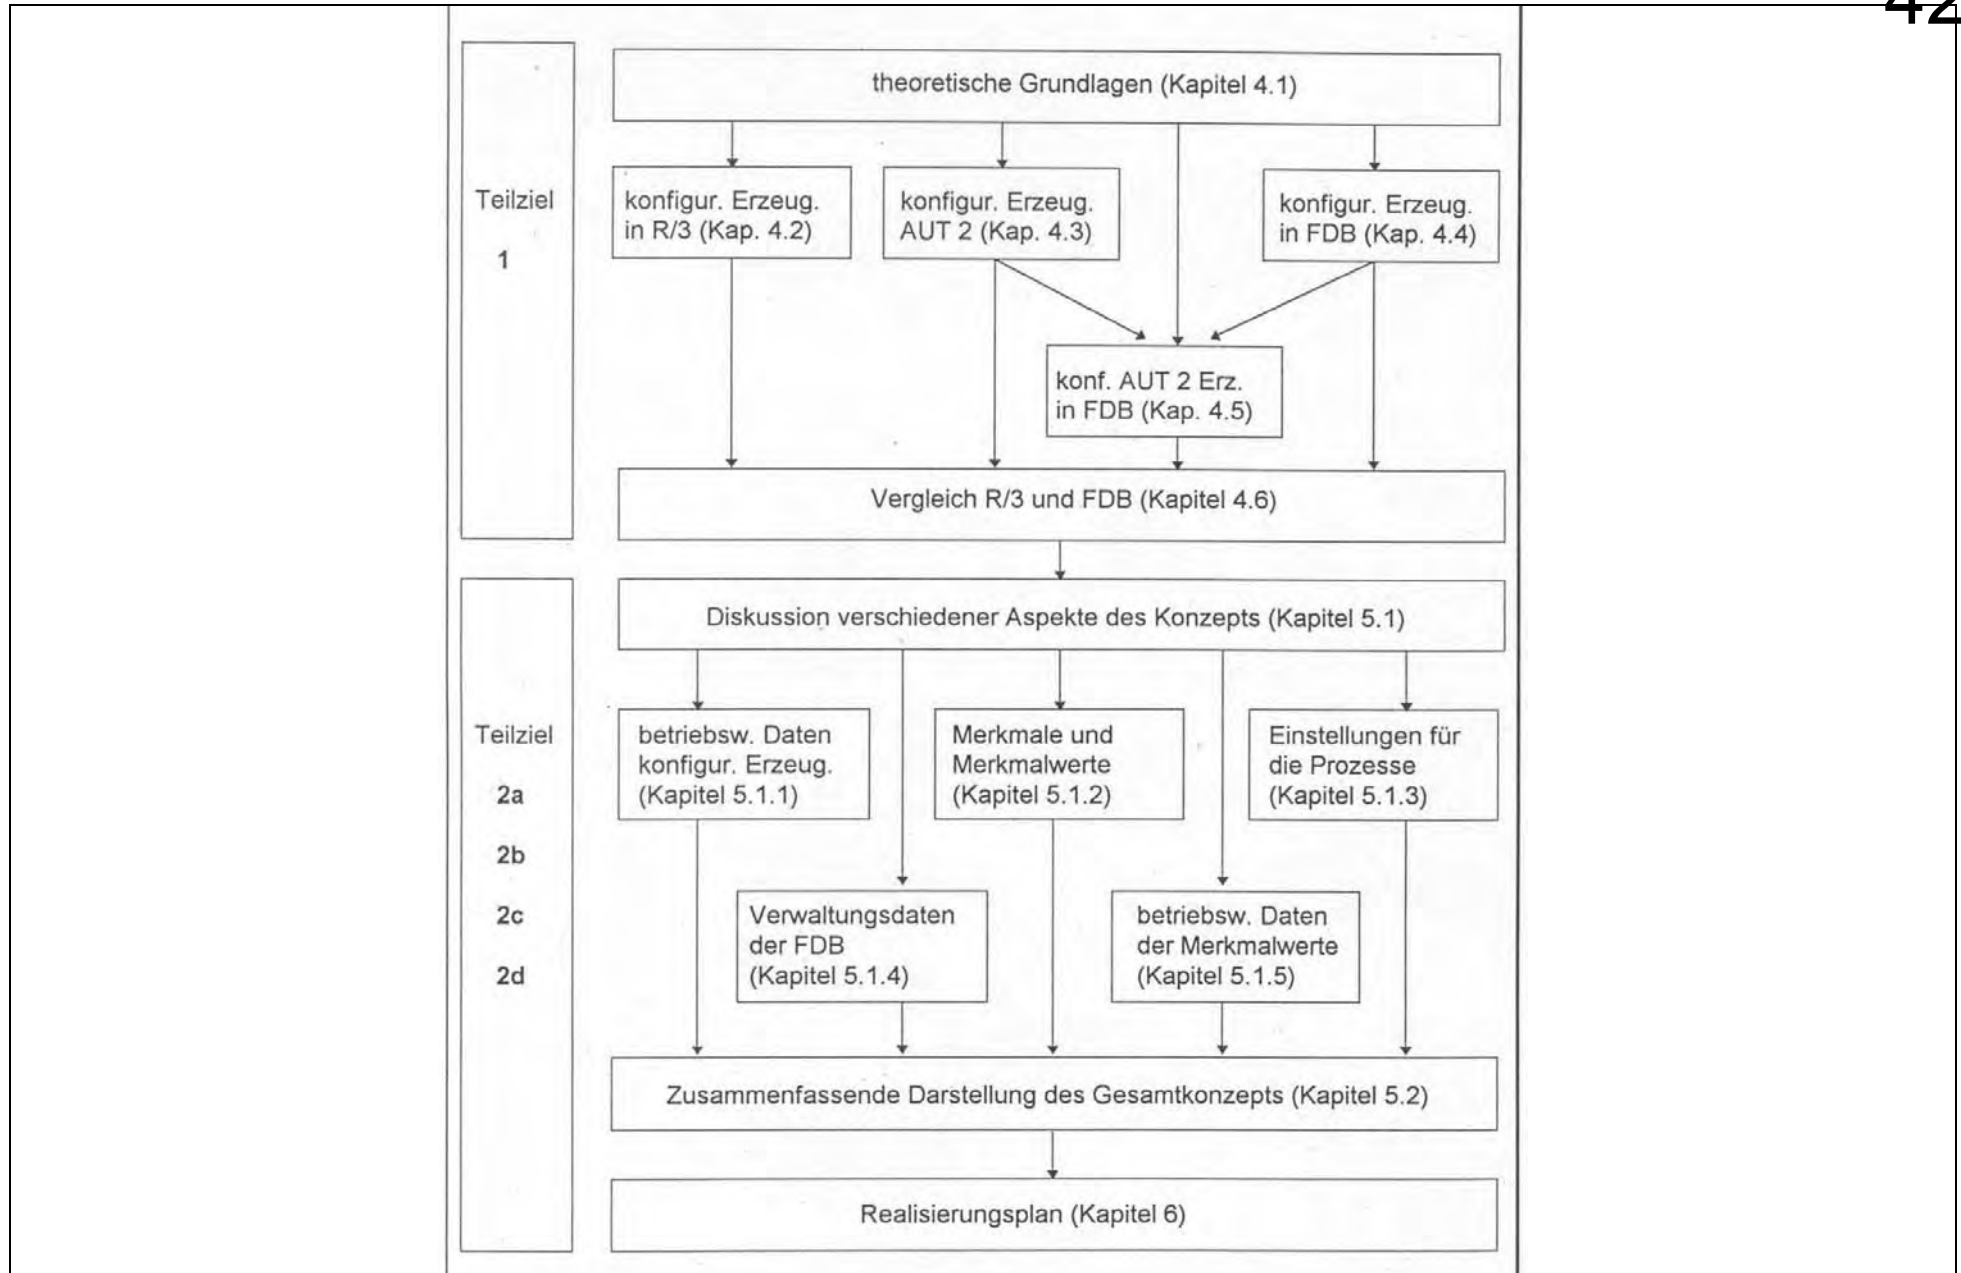 42
theoretische Grundlagen (Kapitel 4.1)
Teilziel
1
konfigur. Erzeug.
in R/3 (Kap. 4.2)
konfigur. Erzeug.
AUT 2 (Kap. 4.3)
konfigur. Erzeug.
in FDB (Kap. 4.4)
konf. AUT 2 Erz.
in FDB (Kap. 4.5)
Vergleich R/3 und FDB (Kapitel 4.6)
Diskussion verschiedener Aspekte des Konzepts (Kapitel 5.1)
Teilziel
2a
2b
2c
2d
betriebsw. Daten
konfigur. Erzeug.
(Kapitel 5.1.1)
Merkmale und
Merkmalwerte
(Kapitel 5.1.2)
Einstellungen für
die Prozesse
(Kapitel 5.1.3)
Verwaltungsdaten
der FDB
(Kapitel 5.1.4)
betriebsw. Daten
der Merkmalwerte
(Kapitel 5.1.5)
Zusammenfassende Darstellung des Gesamtkonzepts (Kapitel 5.2)
Realisierungsplan (Kapitel 6)